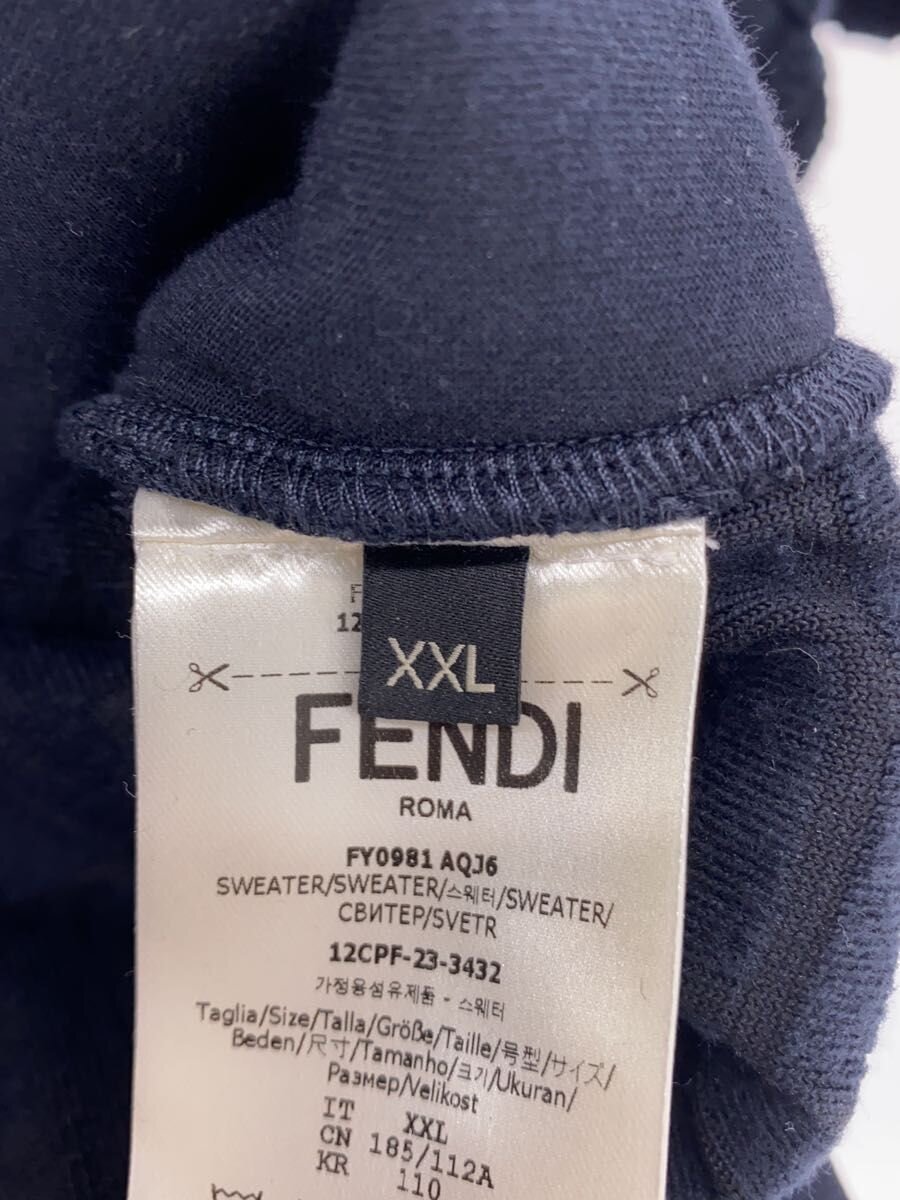 12
XXL
FENDI
ROMA
FY0981 AQJ6
SWEATER/SWEATER/스웨터/SWEATER/
СВИТЕР/SVETR
12CPF-23-3432
가정용섬유제품 - 스웨터
Taglia/Size/Talla/Größe/Taille/号型/サイズ/
Beden/尺寸/Tamanho/크기/Ukuran/
Размер/Velikost
IT XXL
CN 185/112A
KR 110